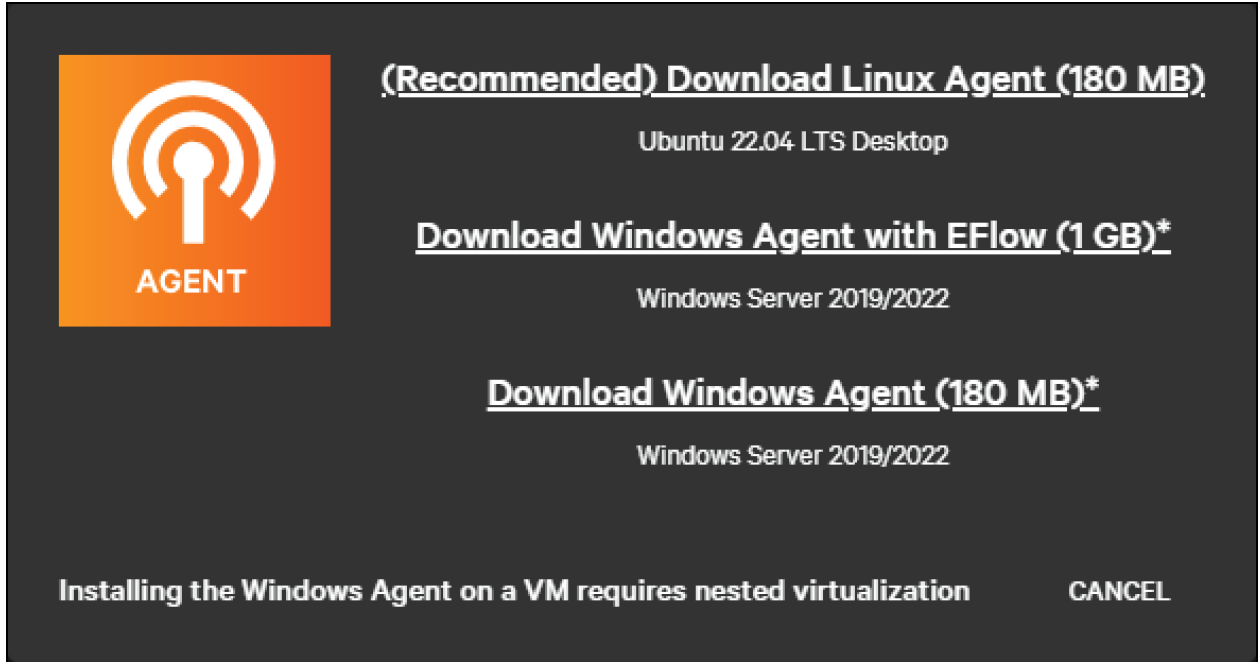 (Recommended) Download Linux Agent (180 MB)
Ubuntu 22.04 LTS Desktop
Download Windows Agent with EFlow (1 GB)*
AGENT
Windows Server 2019/2022
Download Windows Agent (180 MB)*
Windows Server 2019/2022
Installing the Windows Agent on a VM requires nested virtualization
CANCEL